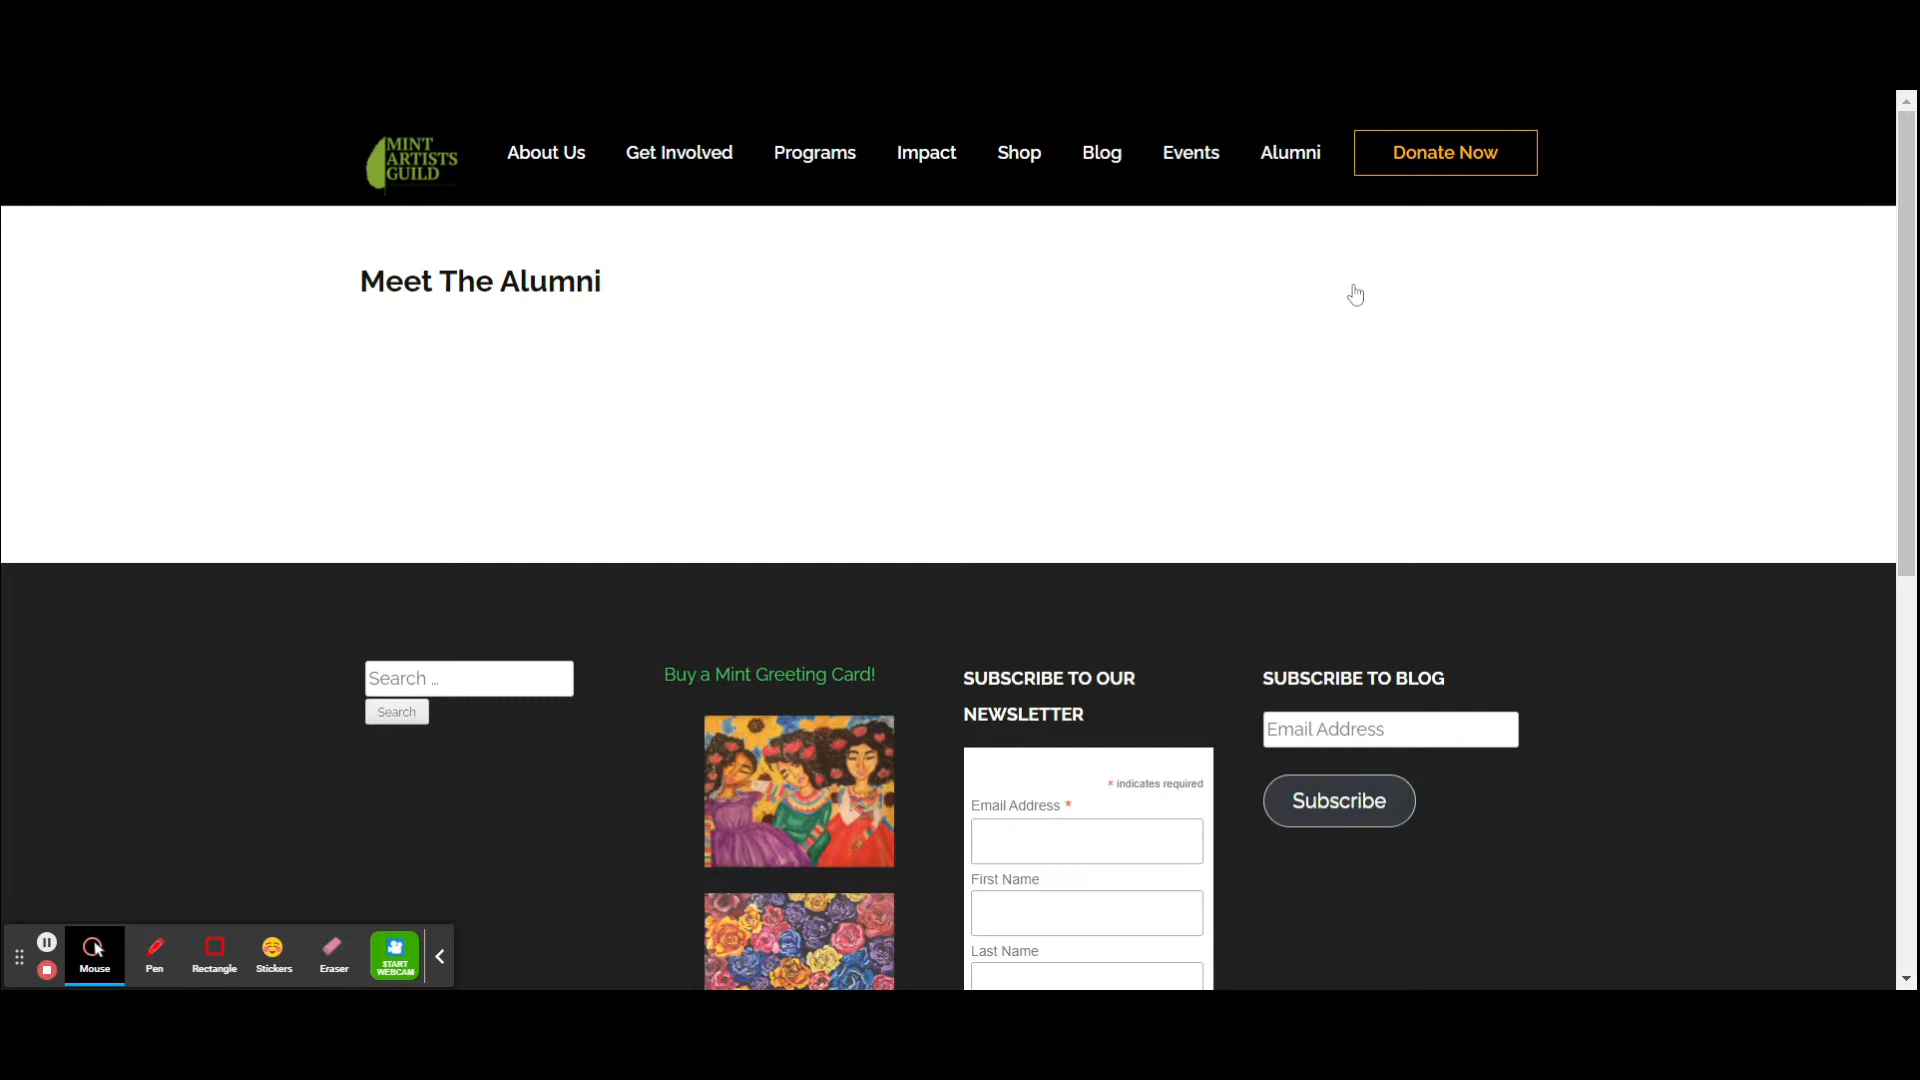 MINT
ARTISTS
GUILD
About Us
Get Involved
Programs
Impact
Shop
Blog
Events
Alumni
Donate Now
Meet The Alumni
Search …
Search
Buy a Mint Greeting Card!
SUBSCRIBE TO OUR
NEWSLETTER
* indicates required
Email Address *
First Name
Last Name
SUBSCRIBE TO BLOG
Email Address
Subscribe
Mouse
Pen
Rectangle
Stickers
Eraser
START
WEBCAM